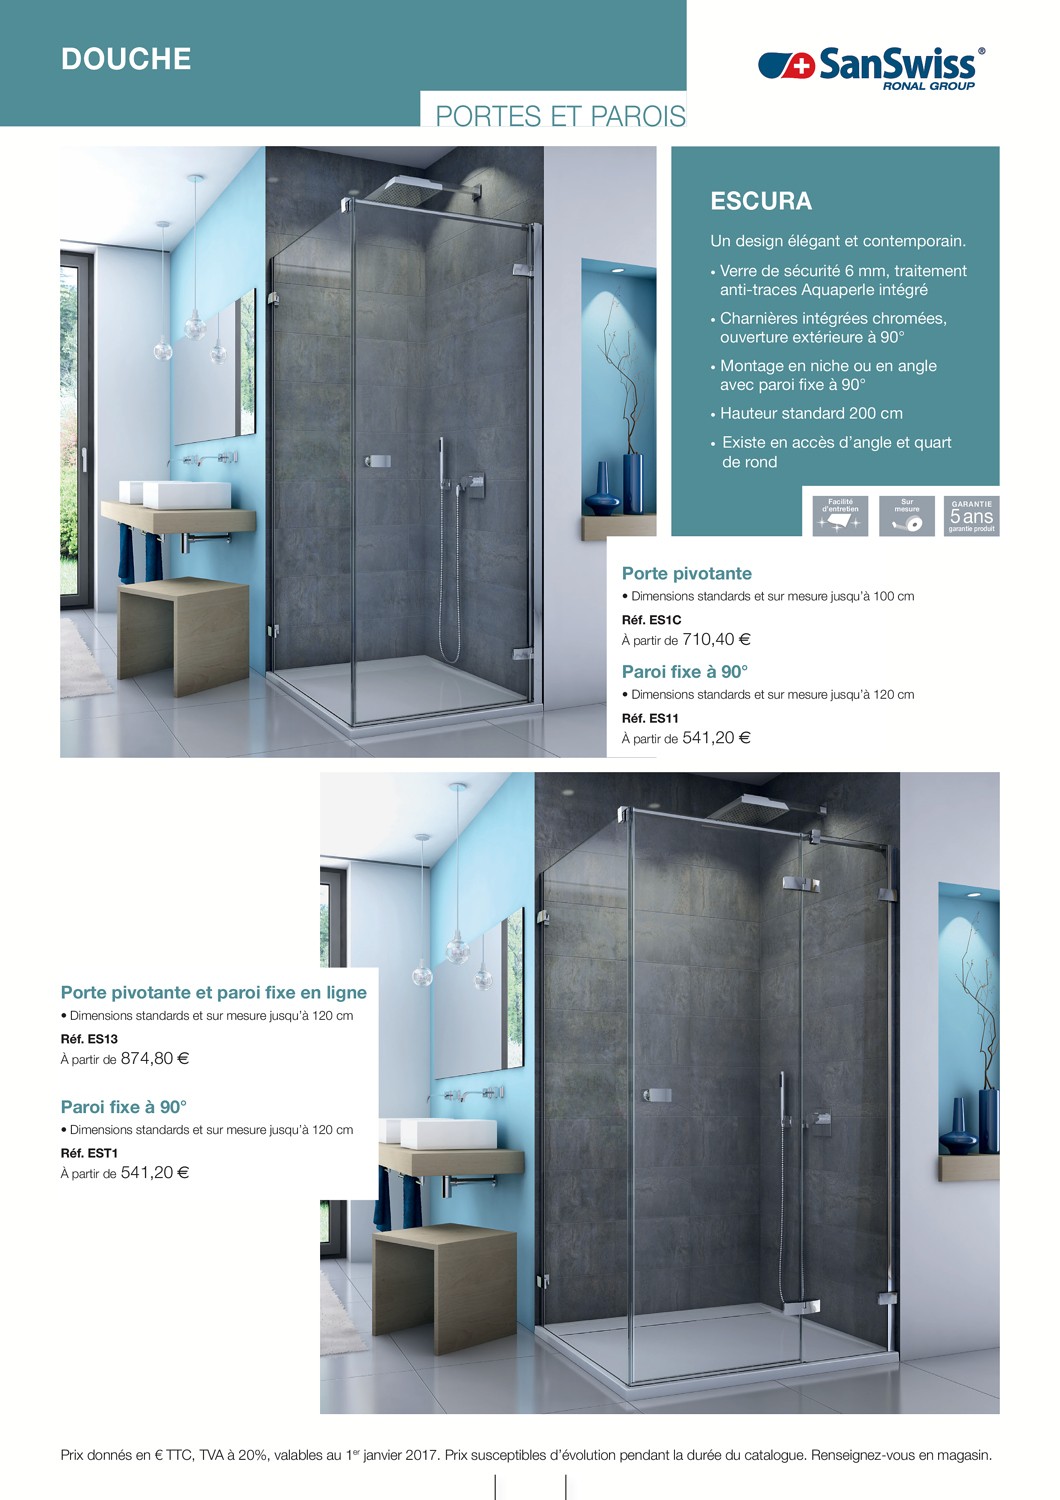 DOUCHE
SanSwiss®
RONAL GROUP
PORTES ET PAROIS
ESCURA
Un design élégant et contemporain.
• Verre de sécurité 6 mm, traitement
anti-traces Aquaperle intégré
• Charnières intégrées chromées,
ouverture extérieure à 90°
• Montage en niche ou en angle
avec paroi fixe à 90°
• Hauteur standard 200 cm
• Existe en accès d’angle et quart
de rond
Facilité
d’entretien
Sur
mesure
GARANTIE
5 ans
garantie produit
Porte pivotante
• Dimensions standards et sur mesure jusqu’à 100 cm
Réf. ES1C
À partir de 710,40 €
Paroi fixe à 90°
• Dimensions standards et sur mesure jusqu’à 120 cm
Réf. ES11
À partir de 541,20 €
Porte pivotante et paroi fixe en ligne
• Dimensions standards et sur mesure jusqu’à 120 cm
Réf. ES13
À partir de 874,80 €
Paroi fixe à 90°
• Dimensions standards et sur mesure jusqu’à 120 cm
Réf. EST1
À partir de 541,20 €
Prix donnés en € TTC, TVA à 20%, valables au 1er janvier 2017. Prix susceptibles d’évolution pendant la durée du catalogue. Renseignez-vous en magasin.